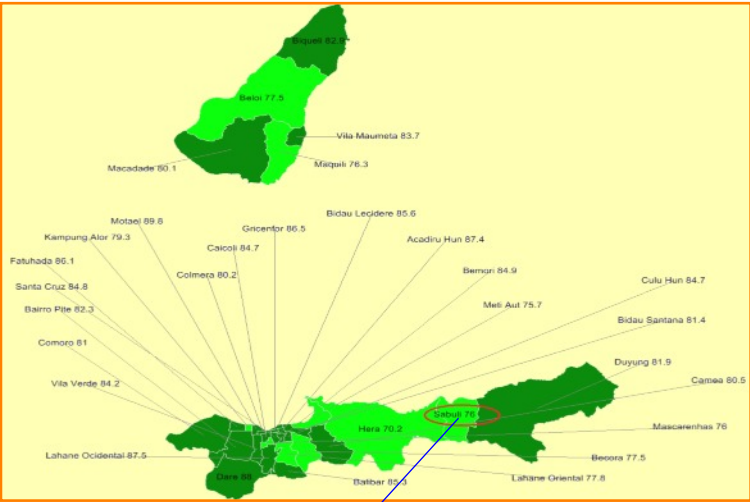 Biqueli 82.9
Beloi 77.5
Vila Maumeta 83.7
Maquili 76.3
Macadade 80.1
Bidau Lecidere 85.6
Motael 89.8
Gricenfor 86.5
Kampung Alor 79.3
Acadiru Hun 87.4
Caicoli 84.7
Fatuhada 86.1
Bemori 84.9
Colmera 80.2
Culu Hun 84.7
Santa Cruz 84.8
Meti Aut 75.7
Bairro Pite 82.3
Bidau Santana 81.4
Comoro 81
Duyung 81.9
Camea 80.5
Vila Verde 84.2
Sabuli 76
Hera 70.2
Mascerenhas 76
Lahane Ocidental 87.5
Becora 77.5
Dare 88
Lahane Oriental 77.8
Balibar 85.3